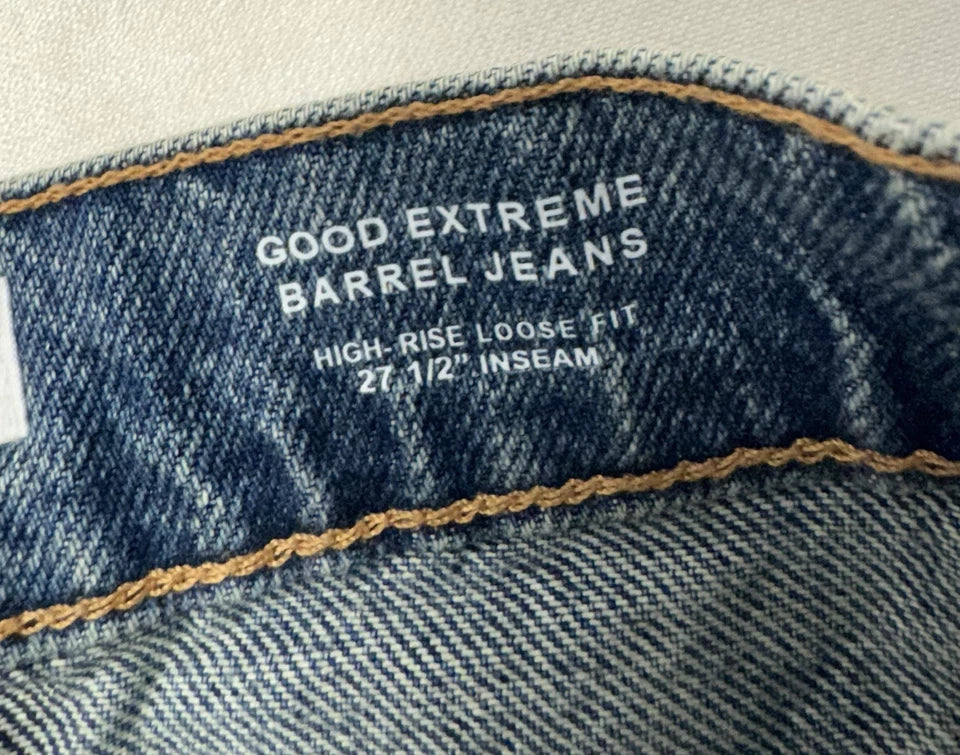 GOOD EXTREME
BARREL JEANS
HIGH-RISE LOOSE FIT
27 1/2" INSEAM